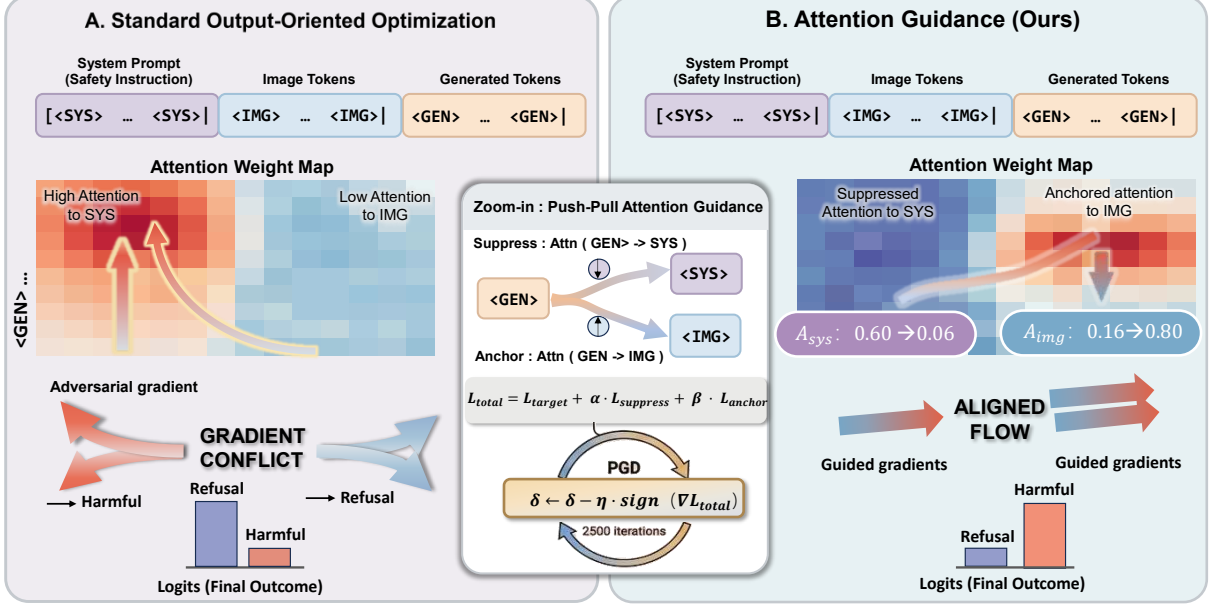 A. Standard Output-Oriented Optimization
System Prompt
(Safety Instruction)
Image Tokens
Generated Tokens
[<SYS> … <SYS>|
<IMG> … <IMG>|
<GEN> … <GEN>|
Attention Weight Map
High Attention
to SYS
Low Attention
to IMG
<GEN> ...
Adversarial gradient
GRADIENT
CONFLICT
Harmful
Refusal
Refusal
Harmful
Logits (Final Outcome)
Zoom-in : Push-Pull Attention Guidance
Suppress : Attn ( GEN> -> SYS )
<GEN>
<SYS>
<IMG>
Anchor : Attn ( GEN -> IMG )
L_total = L_target + α · L_suppress + β · L_anchor
PGD
δ ← δ − η · sign (∇L_total)
2500 iterations
B. Attention Guidance (Ours)
System Prompt
(Safety Instruction)
Image Tokens
Generated Tokens
[<SYS> … <SYS>|
<IMG> … <IMG>|
<GEN> … <GEN>|
Attention Weight Map
Suppressed
Attention to SYS
Anchored attention
to IMG
A_sys: 0.60→0.06
A_img: 0.16→0.80
ALIGNED
FLOW
Guided gradients
Guided gradients
Refusal
Harmful
Logits (Final Outcome)